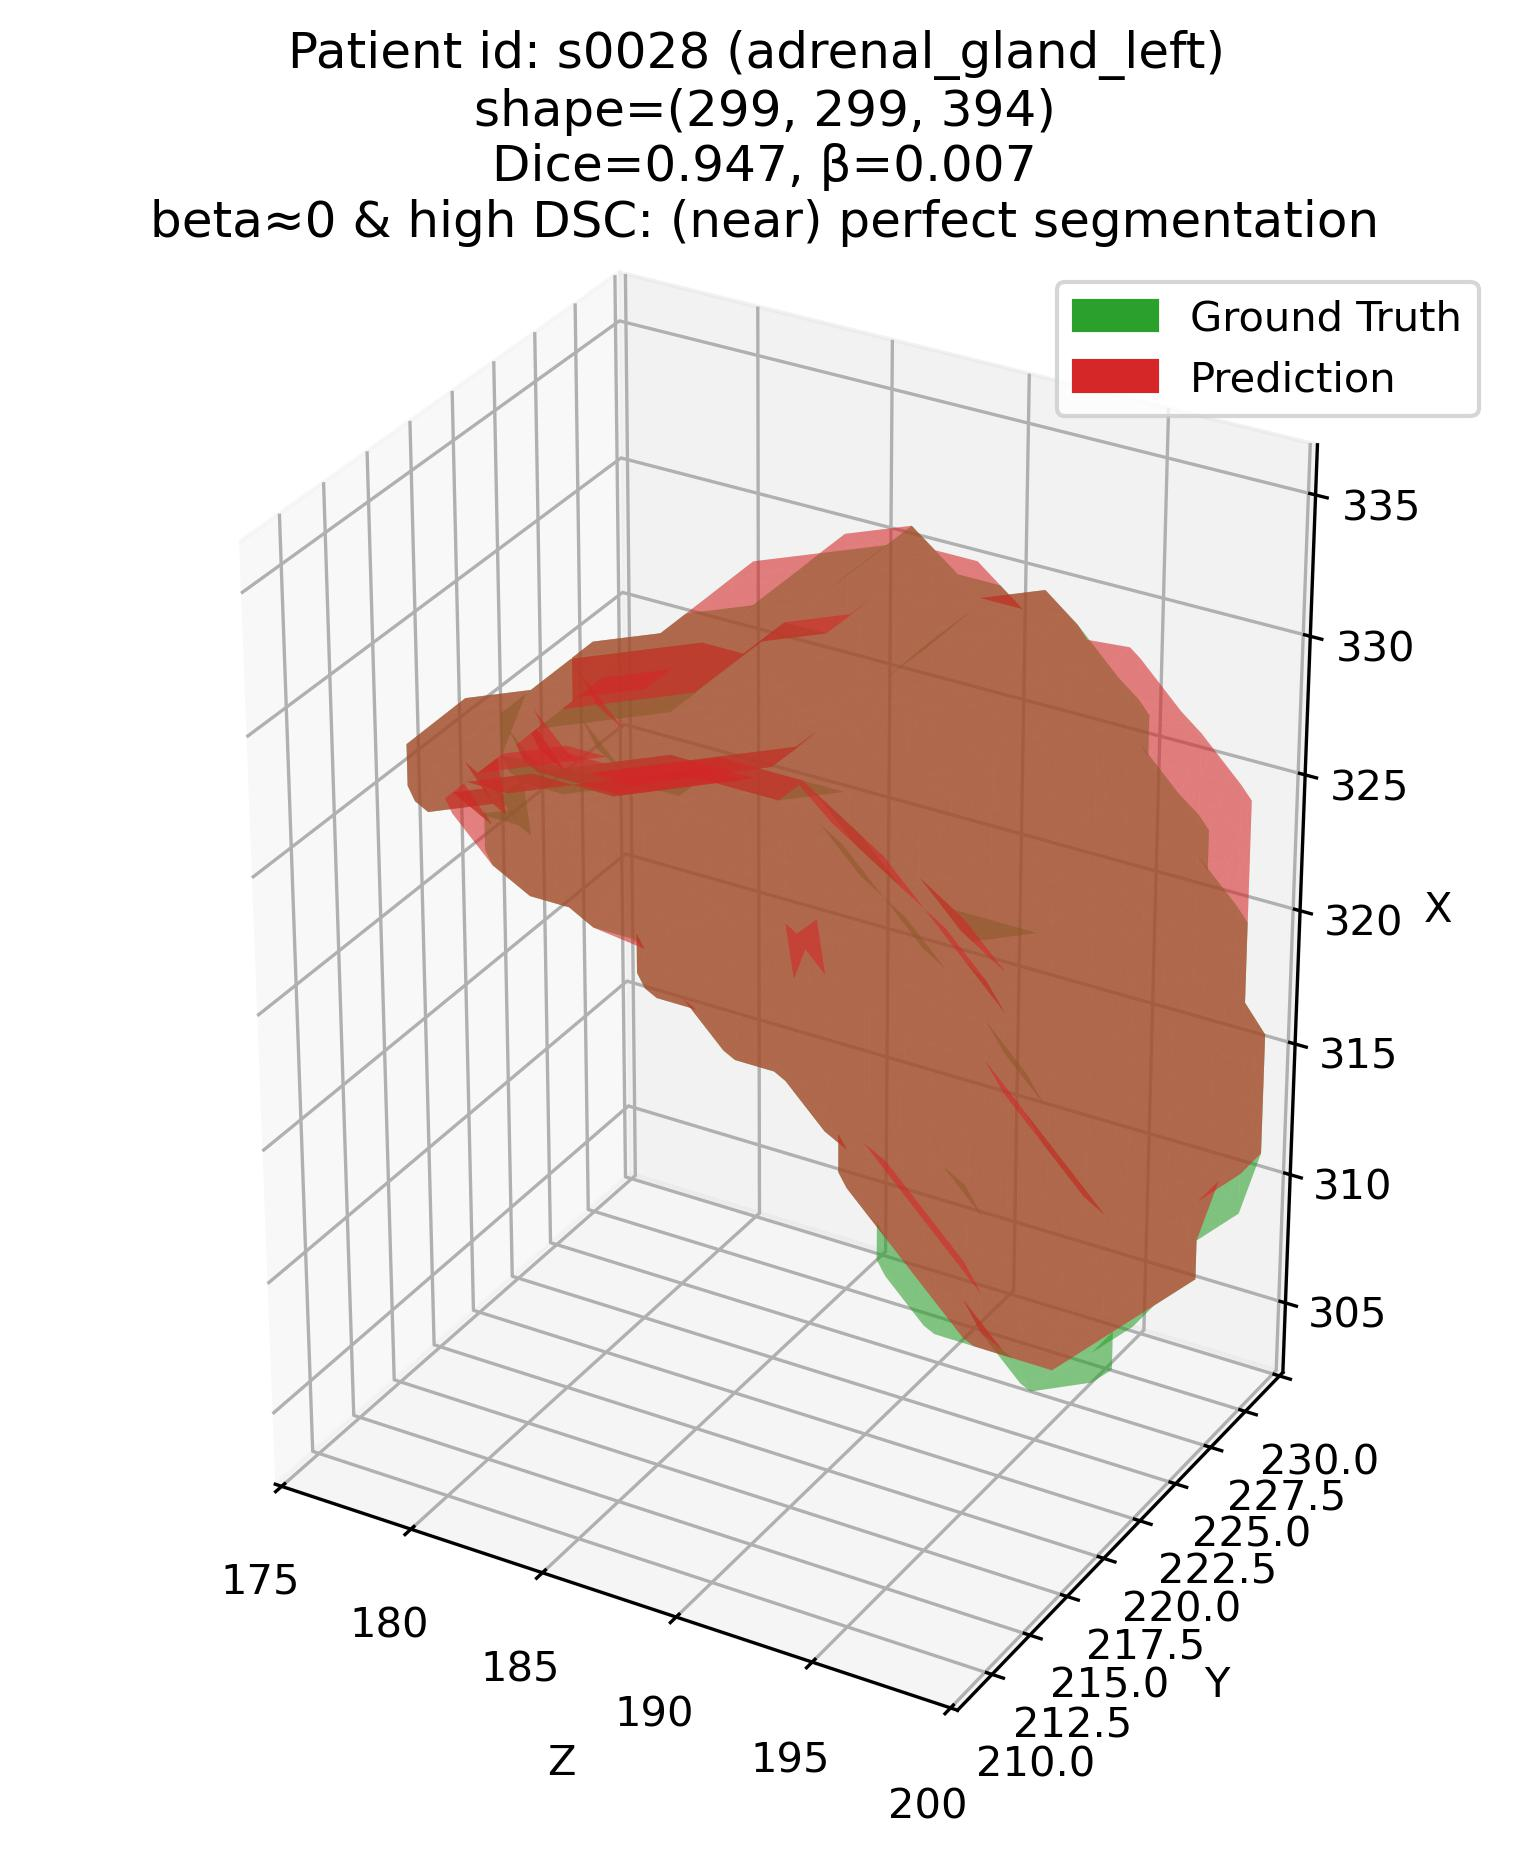 Patient id: s0028 (adrenal_gland_left)
shape=(299, 299, 394)
Dice=0.947, β=0.007
beta≈0 & high DSC: (near) perfect segmentation
Ground Truth
Prediction
335
330
325
320
X
315
310
305
230.0
227.5
225.0
222.5
220.0
217.5
215.0
Y
212.5
210.0
175
180
185
190
195
200
Z